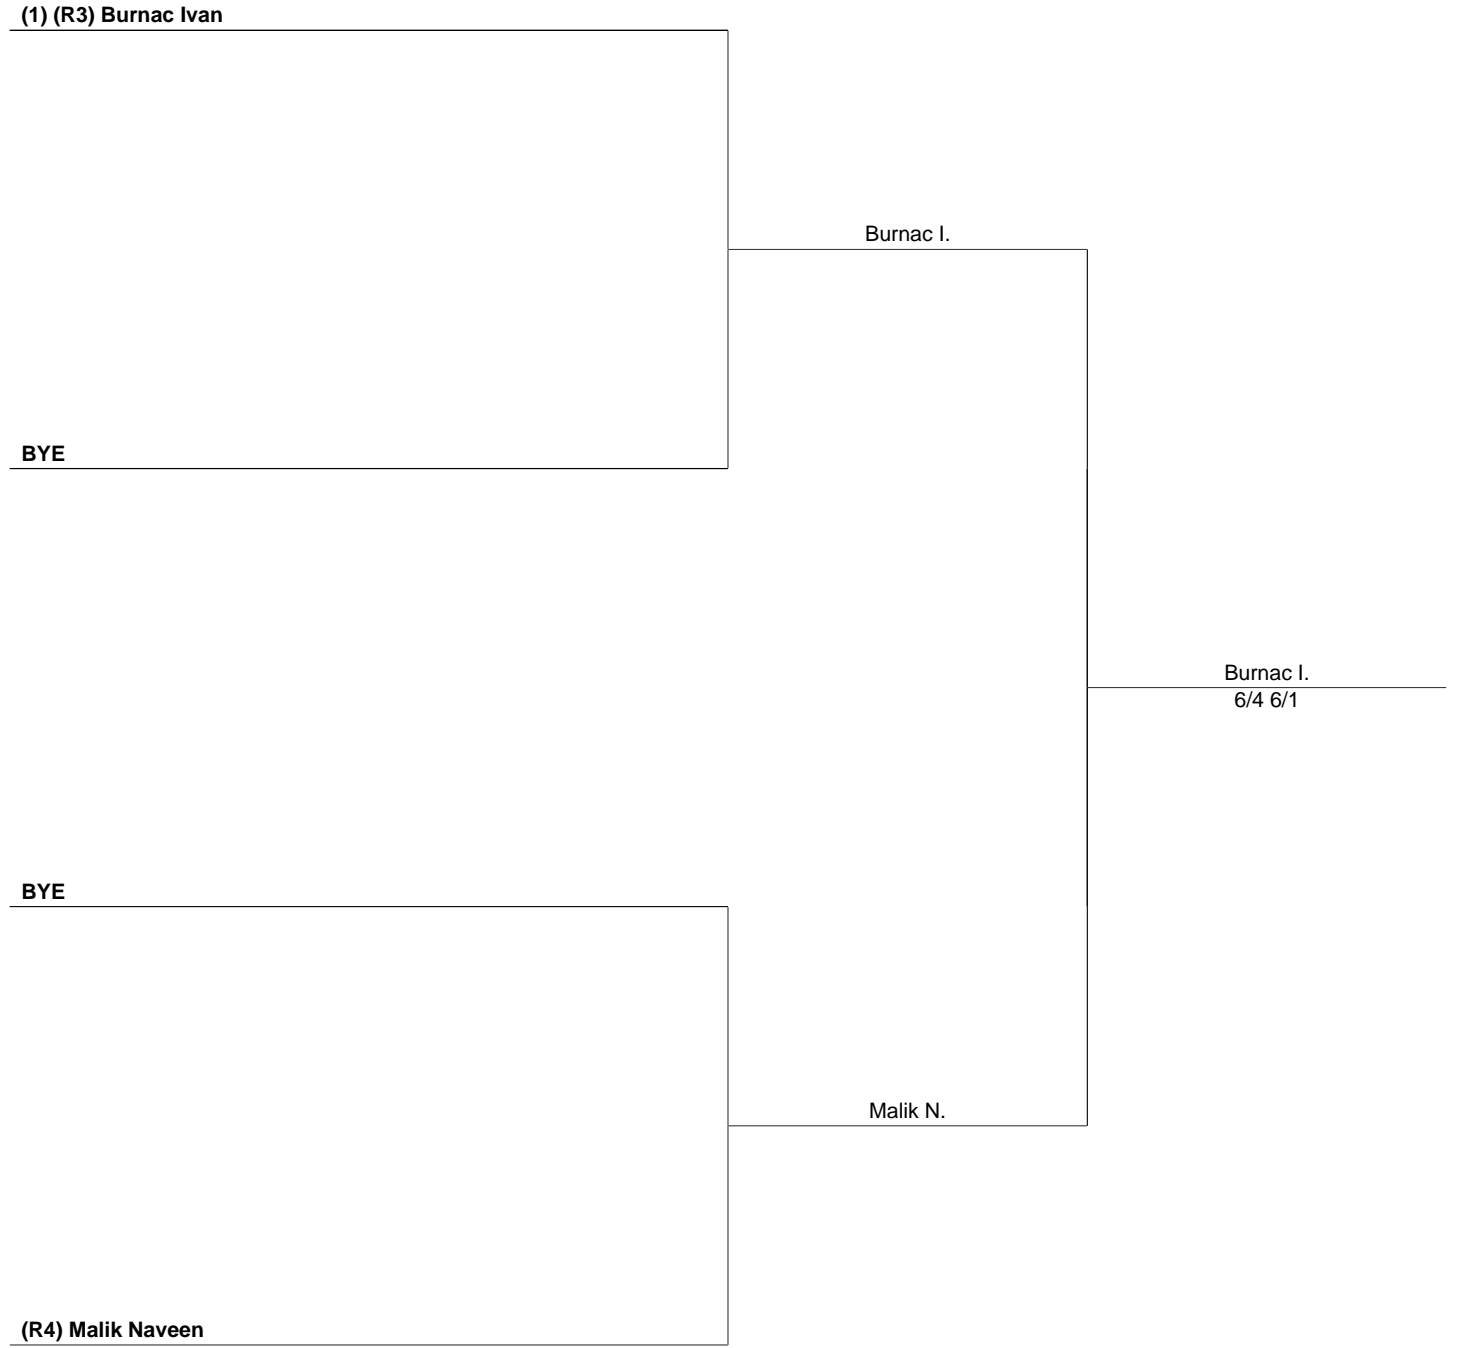 (1) (R3) Burnac Ivan
Burnac I.
BYE
Burnac I.
6/4 6/1
BYE
Malik N.
(R4) Malik Naveen